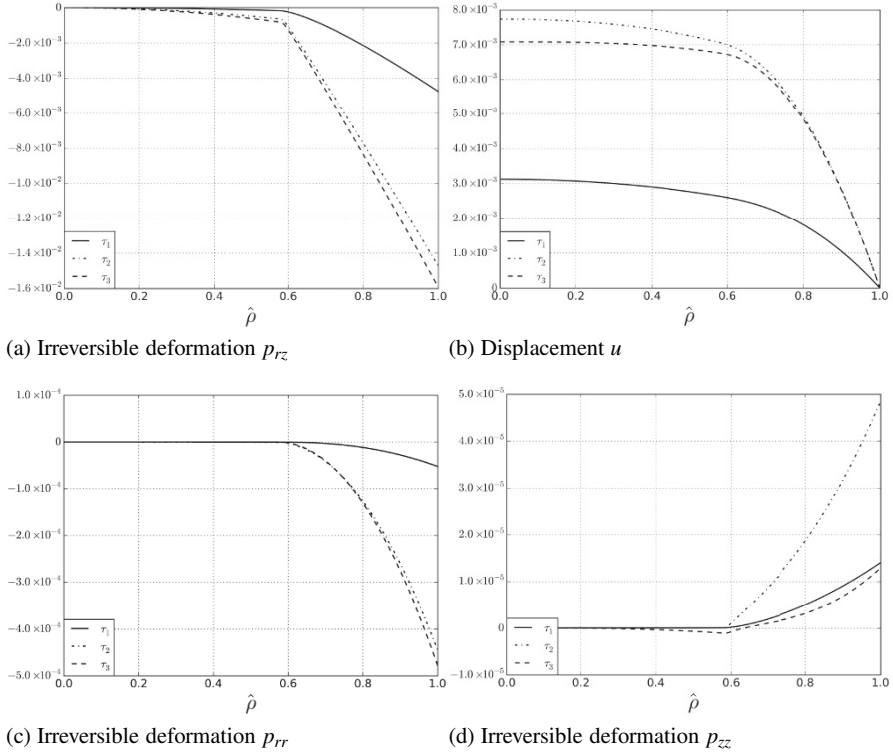 0
−2.0 × 10⁻³
−4.0 × 10⁻³
−6.0 × 10⁻³
−8.0 × 10⁻³
−1.0 × 10⁻²
−1.2 × 10⁻²
−1.4 × 10⁻²
−1.6 × 10⁻²
τ₁
τ₂
τ₃
0.0 0.2 0.4 0.6 0.8 1.0
ρ̂
(a) Irreversible deformation p_rz
8.0 × 10⁻³
7.0 × 10⁻³
6.0 × 10⁻³
5.0 × 10⁻³
4.0 × 10⁻³
3.0 × 10⁻³
2.0 × 10⁻³
1.0 × 10⁻³
0
τ₁
τ₂
τ₃
0.0 0.2 0.4 0.6 0.8 1.0
ρ̂
(b) Displacement u
1.0 × 10⁻⁴
0
−1.0 × 10⁻⁴
−2.0 × 10⁻⁴
−3.0 × 10⁻⁴
−4.0 × 10⁻⁴
−5.0 × 10⁻⁴
τ₁
τ₂
τ₃
0.0 0.2 0.4 0.6 0.8 1.0
ρ̂
(c) Irreversible deformation p_rr
5.0 × 10⁻⁵
4.0 × 10⁻⁵
3.0 × 10⁻⁵
2.0 × 10⁻⁵
1.0 × 10⁻⁵
0
−1.0 × 10⁻⁵
τ₁
τ₂
τ₃
0.0 0.2 0.4 0.6 0.8 1.0
ρ̂
(d) Irreversible deformation p_zz